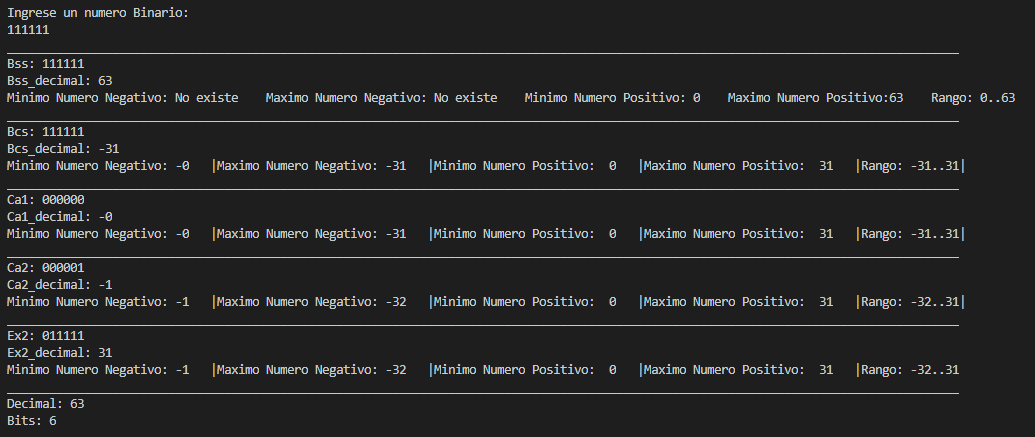 Ingrese un numero Binario:
111111
Bss: 111111
Bss_decimal: 63
Minimo Numero Negativo: No existe    Maximo Numero Negativo: No existe    Minimo Numero Positivo: 0    Maximo Numero Positivo:63    Rango: 0..63
Bcs: 111111
Bcs_decimal: -31
Minimo Numero Negativo: -0   |Maximo Numero Negativo: -31   |Minimo Numero Positivo:  0   |Maximo Numero Positivo:  31   |Rango: -31..31|
Ca1: 000000
Ca1_decimal: -0
Minimo Numero Negativo: -0   |Maximo Numero Negativo: -31   |Minimo Numero Positivo:  0   |Maximo Numero Positivo:  31   |Rango: -31..31|
Ca2: 000001
Ca2_decimal: -1
Minimo Numero Negativo: -1   |Maximo Numero Negativo: -32   |Minimo Numero Positivo:  0   |Maximo Numero Positivo:  31   |Rango: -32..31|
Ex2: 011111
Ex2_decimal: 31
Minimo Numero Negativo: -1   |Maximo Numero Negativo: -32   |Minimo Numero Positivo:  0   |Maximo Numero Positivo:  31   |Rango: -32..31
Decimal: 63
Bits: 6